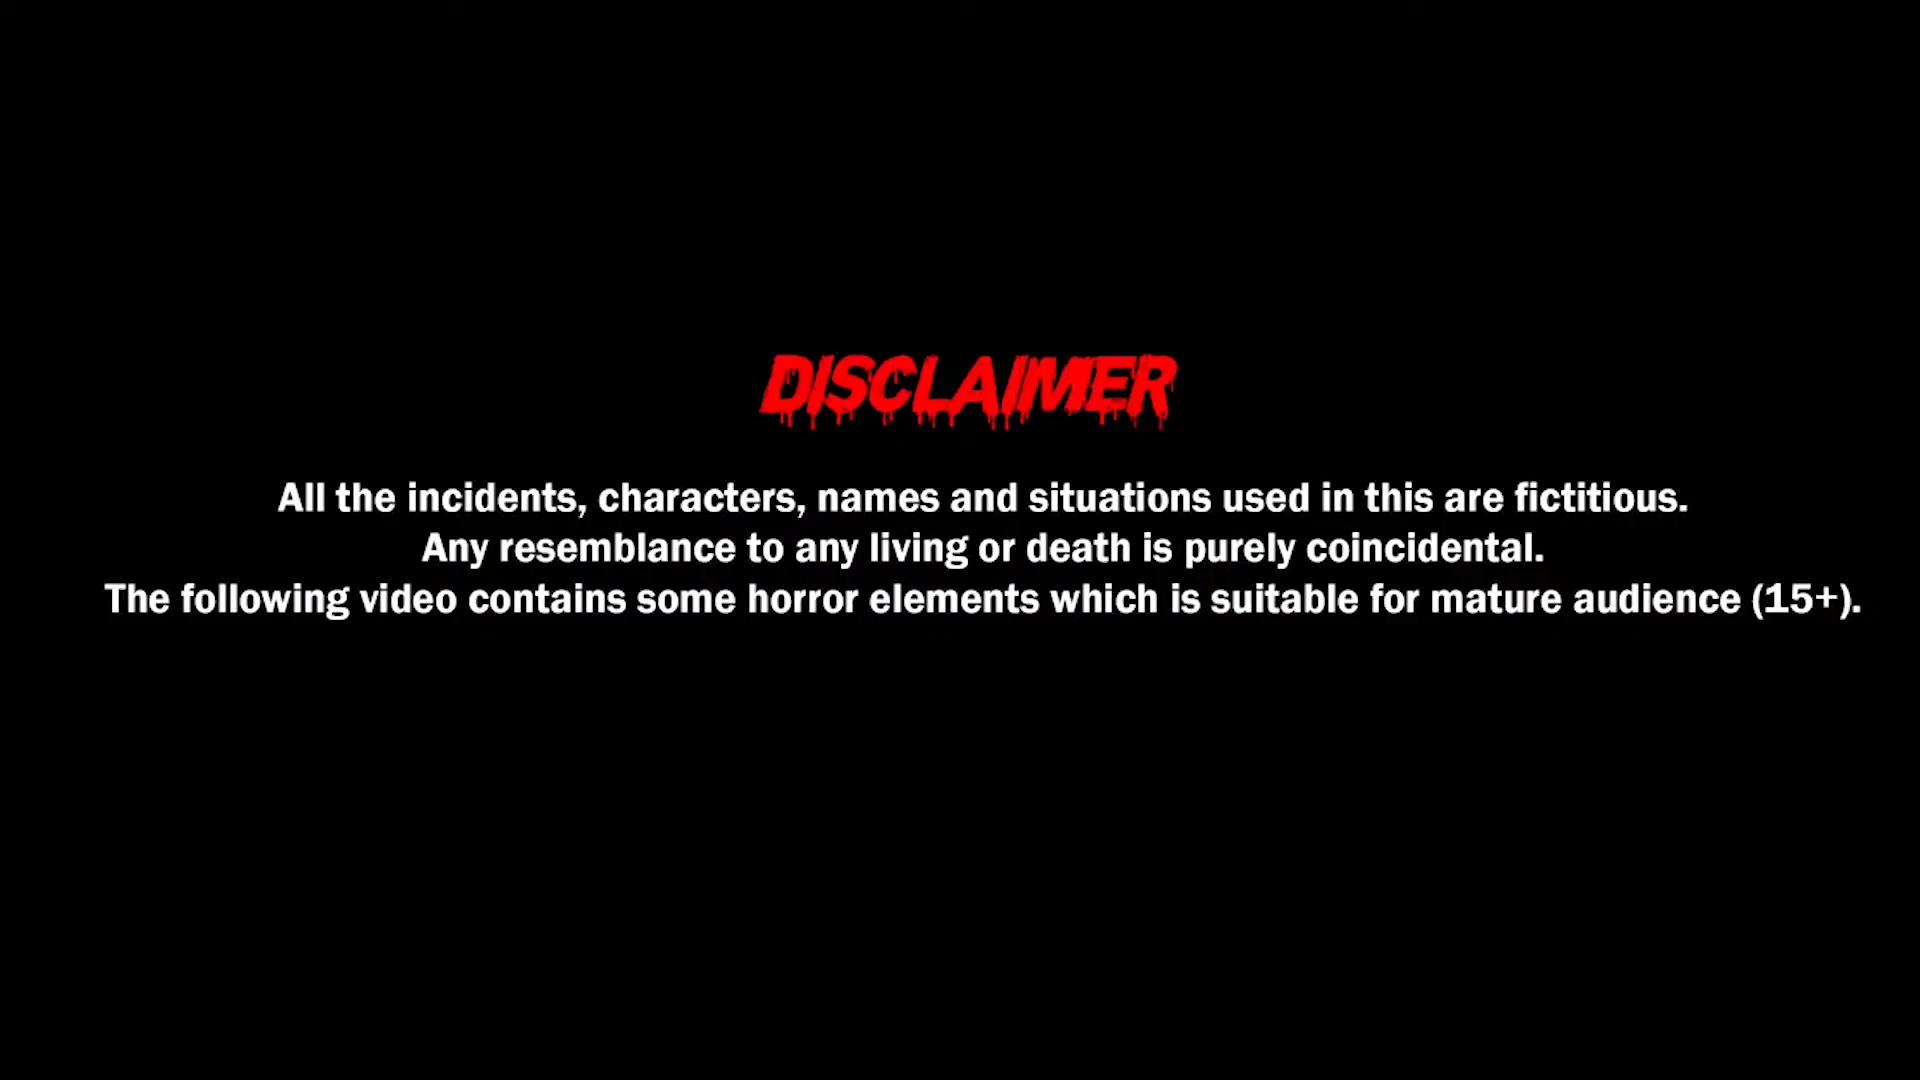 DISCLAIMER
All the incidents, characters, names and situations used in this are fictitious.
Any resemblance to any living or death is purely coincidental.
The following video contains some horror elements which is suitable for mature audience (15+).